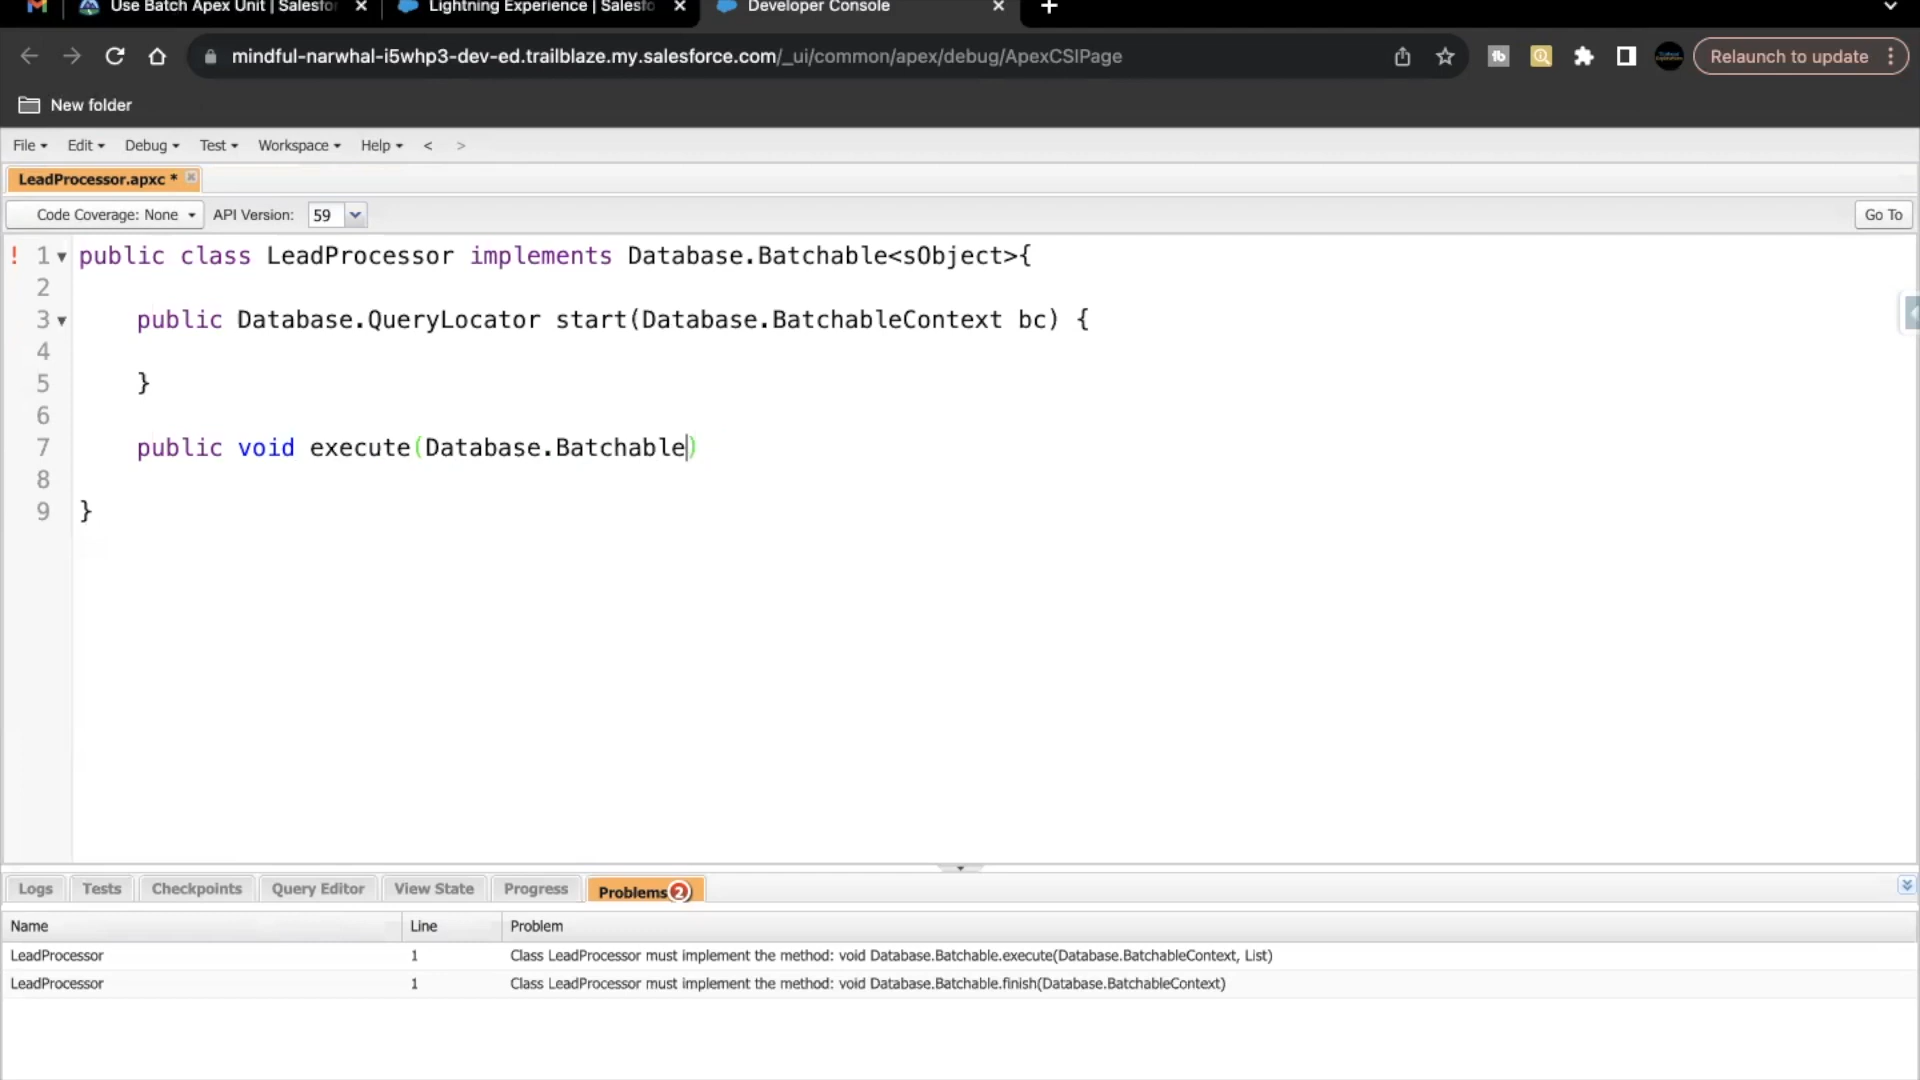 Use Batch Apex Unit | Salesfor
Lightning Experience | Salesfo
Developer Console
mindful-narwhal-i5whp3-dev-ed.trailblaze.my.salesforce.com/_ui/common/apex/debug/ApexCSIPage
Relaunch to update
New folder
File Edit Debug Test Workspace Help < >
LeadProcessor.apxc *
Code Coverage: None API Version: 59 Go To
! 1 public class LeadProcessor implements Database.Batchable<sObject>{
2
3 public Database.QueryLocator start(Database.BatchableContext bc) {
4
5 }
6
7 public void execute(Database.Batchable)
8
9 }
Logs Tests Checkpoints Query Editor View State Progress Problems 2
Name Line Problem
LeadProcessor 1 Class LeadProcessor must implement the method: void Database.Batchable.execute(Database.BatchableContext, List)
LeadProcessor 1 Class LeadProcessor must implement the method: void Database.Batchable.finish(Database.BatchableContext)